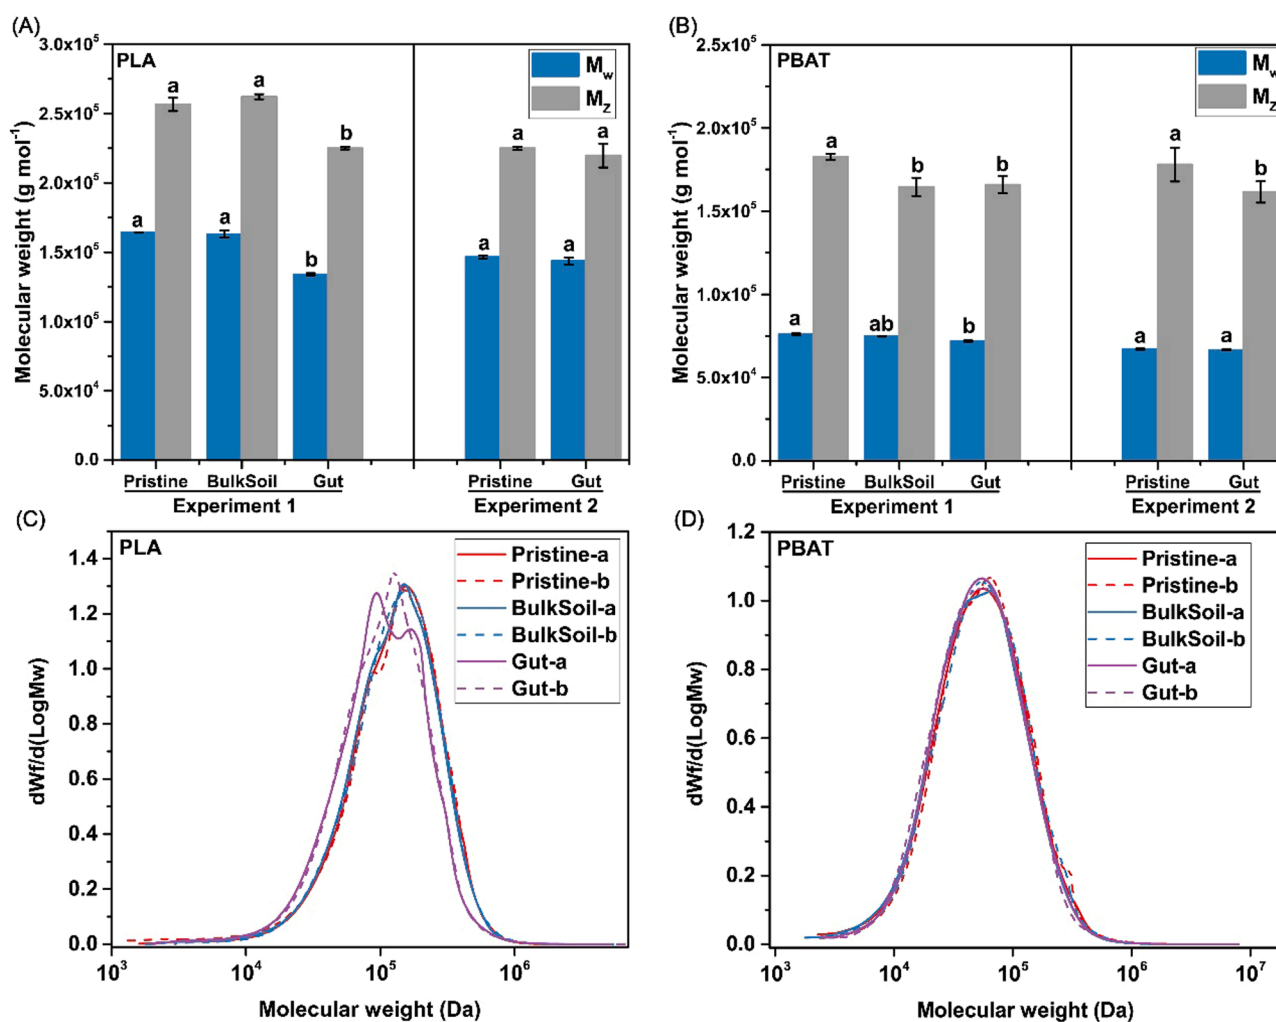 (A)
PLA
M_w
M_Z
Molecular weight (g mol⁻¹)
3.0x10⁵
2.5x10⁵
2.0x10⁵
1.5x10⁵
1.0x10⁵
5.0x10⁴
0.0
a
a
a
a
b
b
a
a
a
a
Pristine
BulkSoil
Gut
Pristine
Gut
Experiment 1
Experiment 2
(B)
PBAT
M_w
M_Z
Molecular weight (g mol⁻¹)
2.5x10⁵
2.0x10⁵
1.5x10⁵
1.0x10⁵
5.0x10⁴
0.0
a
a
ab
b
b
b
a
a
a
b
Pristine
BulkSoil
Gut
Pristine
Gut
Experiment 1
Experiment 2
(C)
PLA
Pristine-a
Pristine-b
BulkSoil-a
BulkSoil-b
Gut-a
Gut-b
dWf/d(LogMw)
1.4
1.2
1.0
0.8
0.6
0.4
0.2
0.0
10³
10⁴
10⁵
10⁶
Molecular weight (Da)
(D)
PBAT
Pristine-a
Pristine-b
BulkSoil-a
BulkSoil-b
Gut-a
Gut-b
dWf/d(LogMw)
1.2
1.0
0.8
0.6
0.4
0.2
0.0
10³
10⁴
10⁵
10⁶
10⁷
Molecular weight (Da)